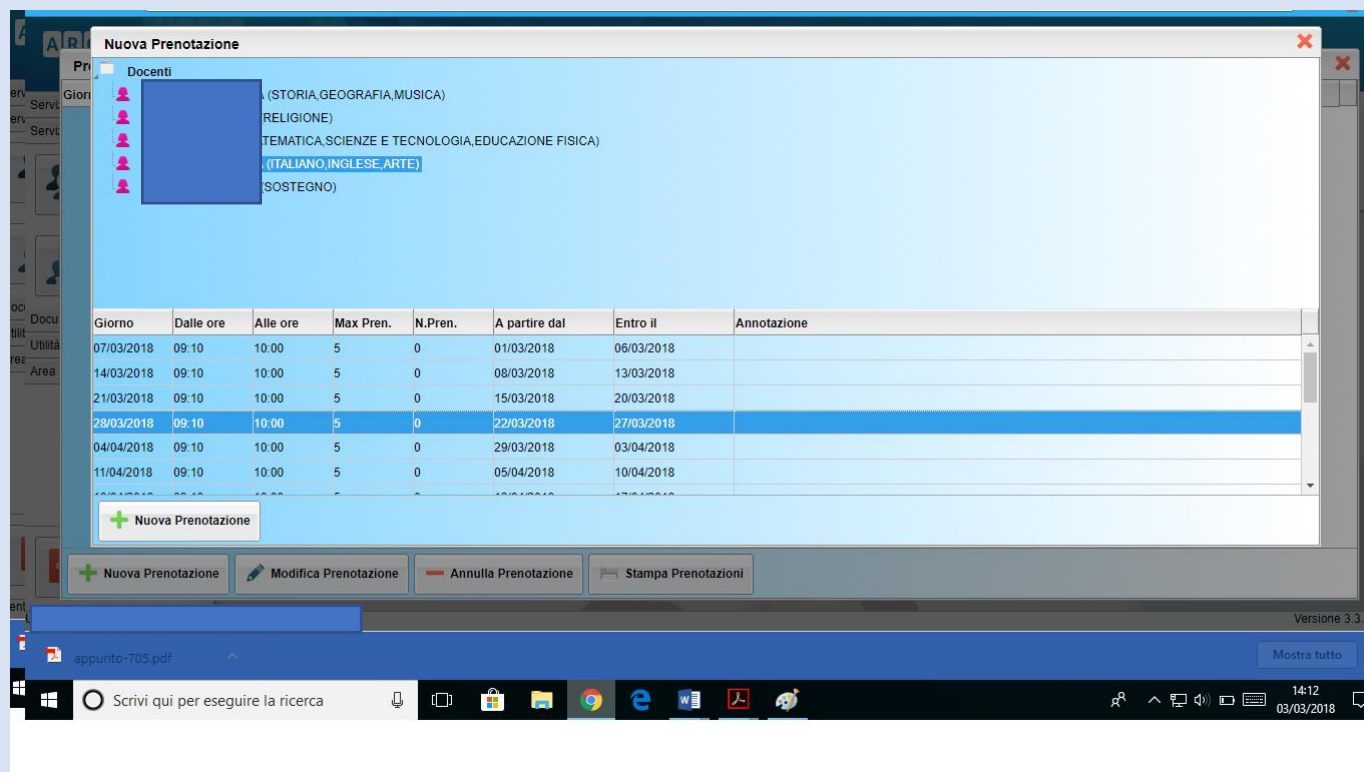 Nuova Prenotazione
Docenti
(STORIA,GEOGRAFIA,MUSICA)
(RELIGIONE)
TEMATICA,SCIENZE E TECNOLOGIA,EDUCAZIONE FISICA)
(ITALIANO,INGLESE,ARTE)
(SOSTEGNO)
Giorno Dalle ore Alle ore Max Pren. N.Pren. A partire dal Entro il Annotazione
07/03/2018 09:10 10:00 5 0 01/03/2018 06/03/2018
14/03/2018 09:10 10:00 5 0 08/03/2018 13/03/2018
21/03/2018 09:10 10:00 5 0 15/03/2018 20/03/2018
28/03/2018 09:10 10:00 5 0 22/03/2018 27/03/2018
04/04/2018 09:10 10:00 5 0 29/03/2018 03/04/2018
11/04/2018 09:10 10:00 5 0 05/04/2018 10/04/2018
Nuova Prenotazione
Nuova Prenotazione Modifica Prenotazione Annulla Prenotazione Stampa Prenotazioni
Versione 3.3.
appunto-705.pdf Mostra tutto
Scrivi qui per eseguire la ricerca 14:12
03/03/2018